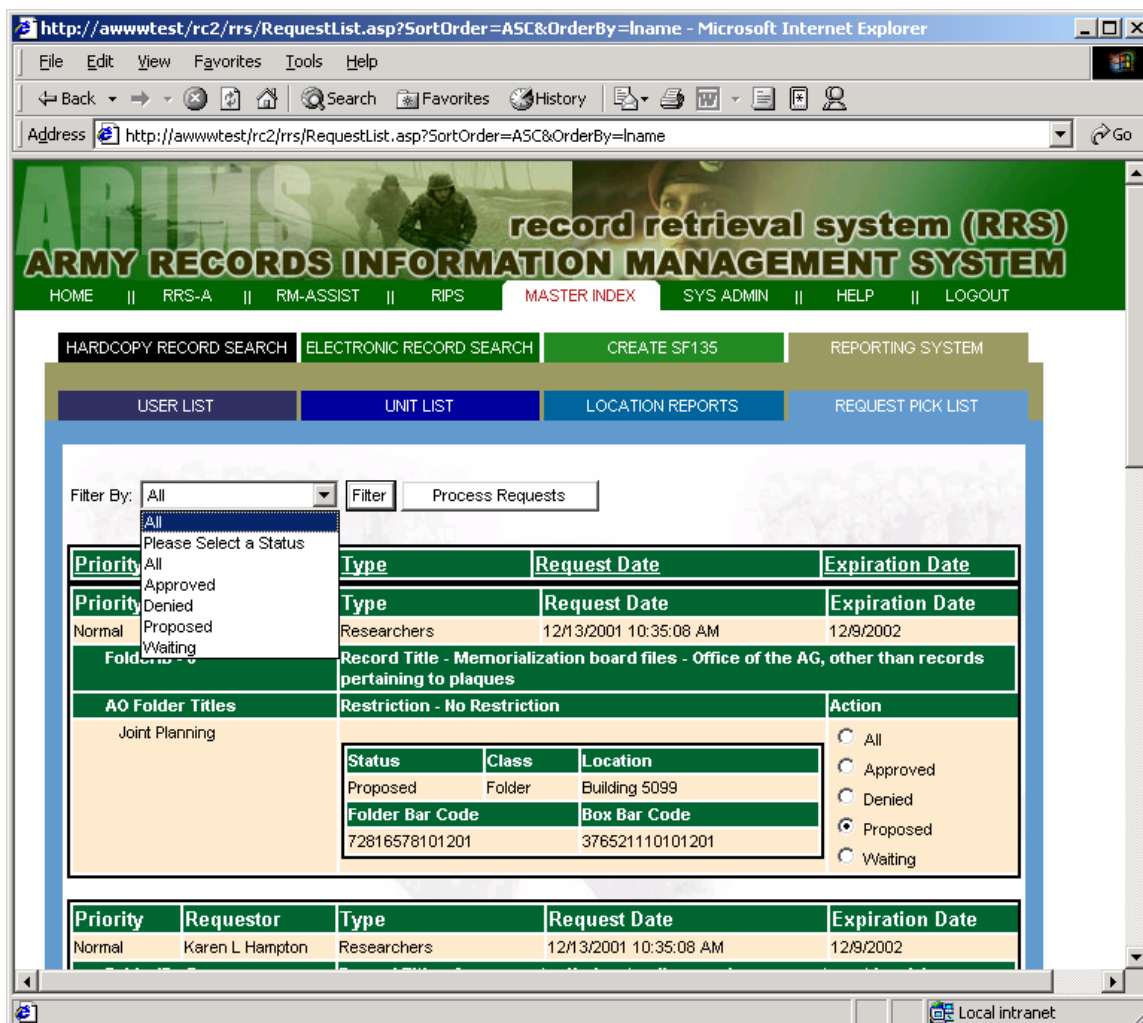 http://awwwtest/rc2/rrs/RequestList.asp?SortOrder=ASC&OrderBy=lname - Microsoft Internet Explorer
File Edit View Favorites Tools Help
Back Search Favorites History
Address http://awwwtest/rc2/rrs/RequestList.asp?SortOrder=ASC&OrderBy=lname Go
ARIMS
record retrieval system (RRS)
ARMY RECORDS INFORMATION MANAGEMENT SYSTEM
HOME || RRS-A || RM-ASSIST || RIPS MASTER INDEX SYS ADMIN || HELP || LOGOUT
HARDCOPY RECORD SEARCH ELECTRONIC RECORD SEARCH CREATE SF135 REPORTING SYSTEM
USER LIST UNIT LIST LOCATION REPORTS REQUEST PICK LIST
Filter By: All Filter Process Requests
All
Please Select a Status
All
Approved
Denied
Proposed
Waiting
Priority Type Request Date Expiration Date
Priority Type Request Date Expiration Date
Normal Researchers 12/13/2001 10:35:08 AM 12/9/2002
Record Title - Memorialization board files - Office of the AG, other than records
pertaining to plaques
AO Folder Titles Restriction - No Restriction Action
Joint Planning
All
Approved
Denied
Proposed
Waiting
Status Class Location
Proposed Folder Building 5099
Folder Bar Code Box Bar Code
72816578101201 376521110101201
Priority Requestor Type Request Date Expiration Date
Normal Karen L Hampton Researchers 12/13/2001 10:35:08 AM 12/9/2002
Local intranet